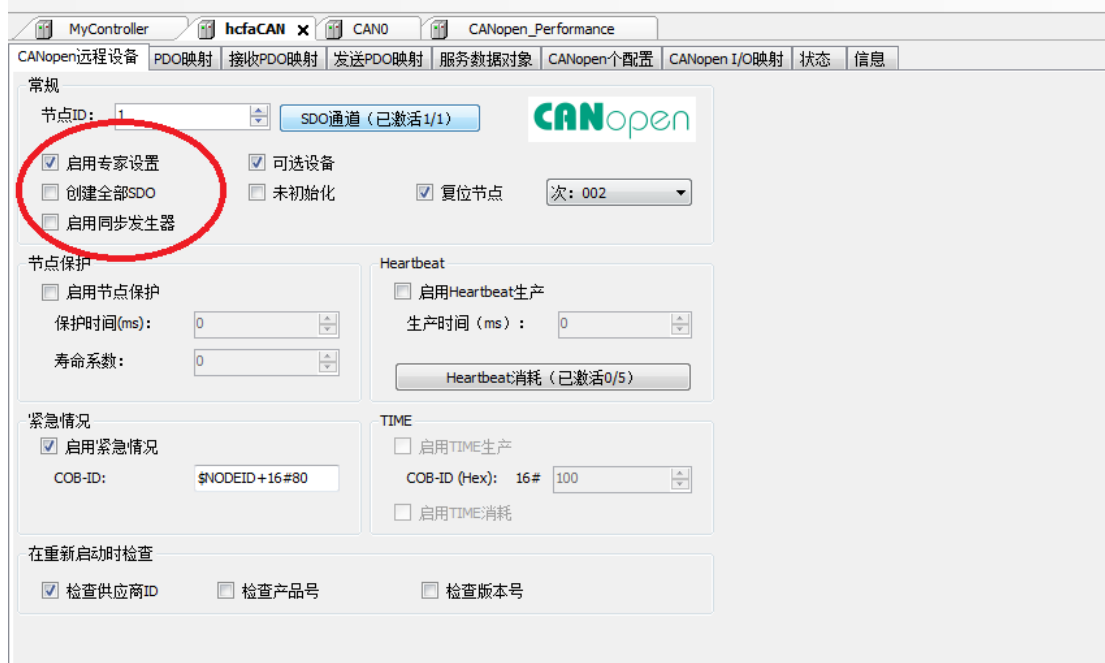 MyController hcfaCAN x CAN0 CANopen_Performance
CANopen远程设备 PDO映射 接收PDO映射 发送PDO映射 服务数据对象 CANopen个配置 CANopen I/O映射 状态 信息
常规
节点ID: 1 SDO通道（已激活1/1） CANopen
启用专家设置 可选设备
创建全部SDO 未初始化 复位节点 次: 002
启用同步发生器
节点保护 Heartbeat
启用节点保护 启用Heartbeat生产
保护时间(ms): 0 生产时间（ms）: 0
寿命系数: 0 Heartbeat消耗（已激活0/5）
紧急情况 TIME
启用紧急情况 启用TIME生产
COB-ID: $NODEID+16#80 COB-ID (Hex): 16# 100
启用TIME消耗
在重新启动时检查
检查供应商ID 检查产品号 检查版本号